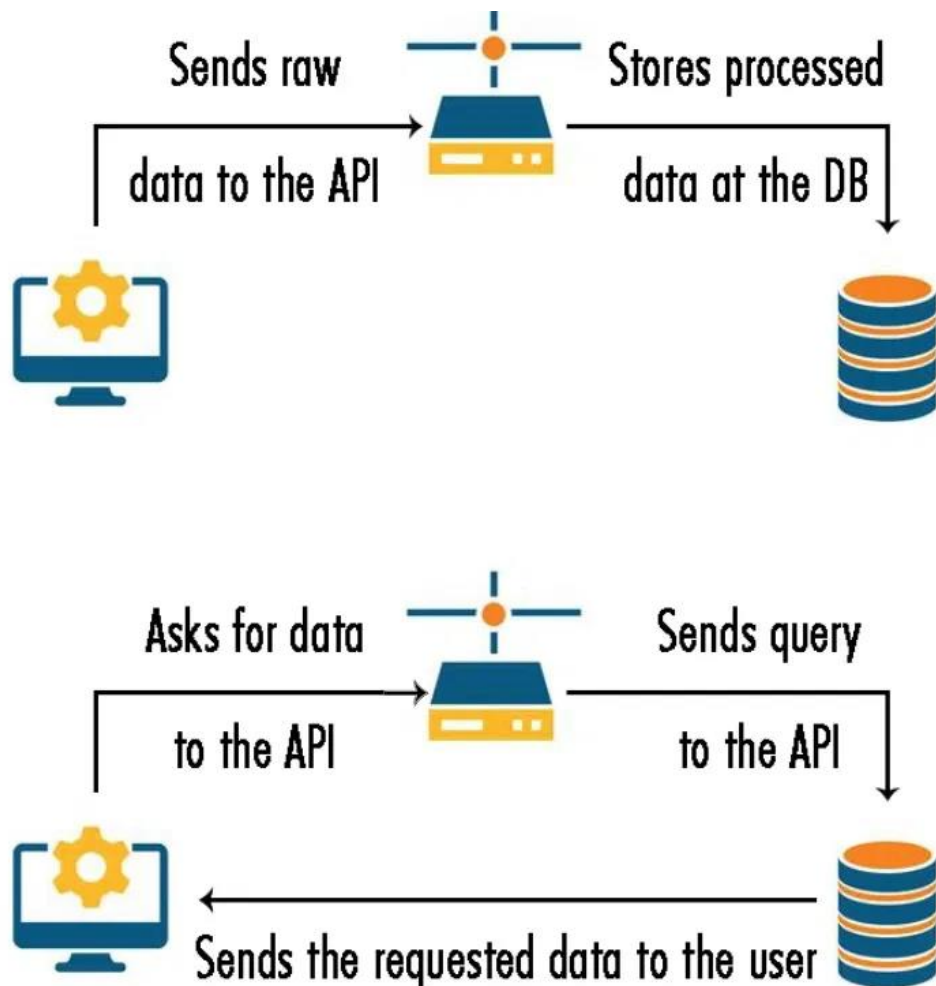 Sends raw
data to the API
Stores processed
data at the DB
Asks for data
to the API
Sends query
to the API
Sends the requested data to the user